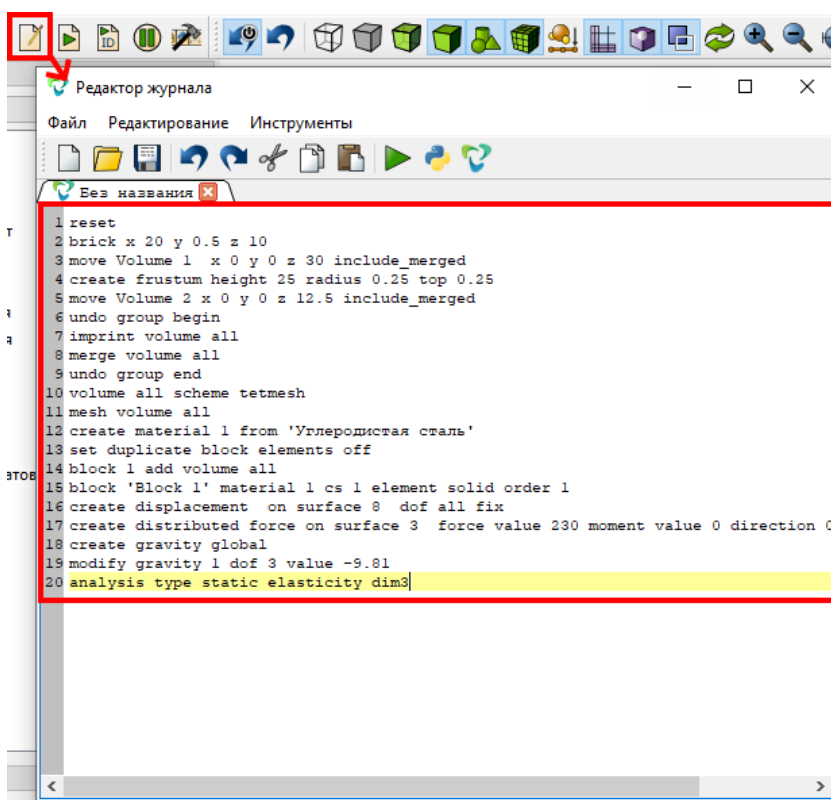 ID
Редактор журнала
Файл Редактирование Инструменты
Без названия
т
я
я
атов
1 reset
2 brick x 20 y 0.5 z 10
3 move Volume 1  x 0 y 0 z 30 include_merged
4 create frustum height 25 radius 0.25 top 0.25
5 move Volume 2 x 0 y 0 z 12.5 include_merged
6 undo group begin
7 imprint volume all
8 merge volume all
9 undo group end
10 volume all scheme tetmesh
11 mesh volume all
12 create material 1 from 'Углеродистая сталь'
13 set duplicate block elements off
14 block 1 add volume all
15 block 'Block 1' material 1 cs 1 element solid order 1
16 create displacement  on surface 8  dof all fix
17 create distributed force on surface 3  force value 230 moment value 0 direction 0
18 create gravity global
19 modify gravity 1 dof 3 value -9.81
20 analysis type static elasticity dim3